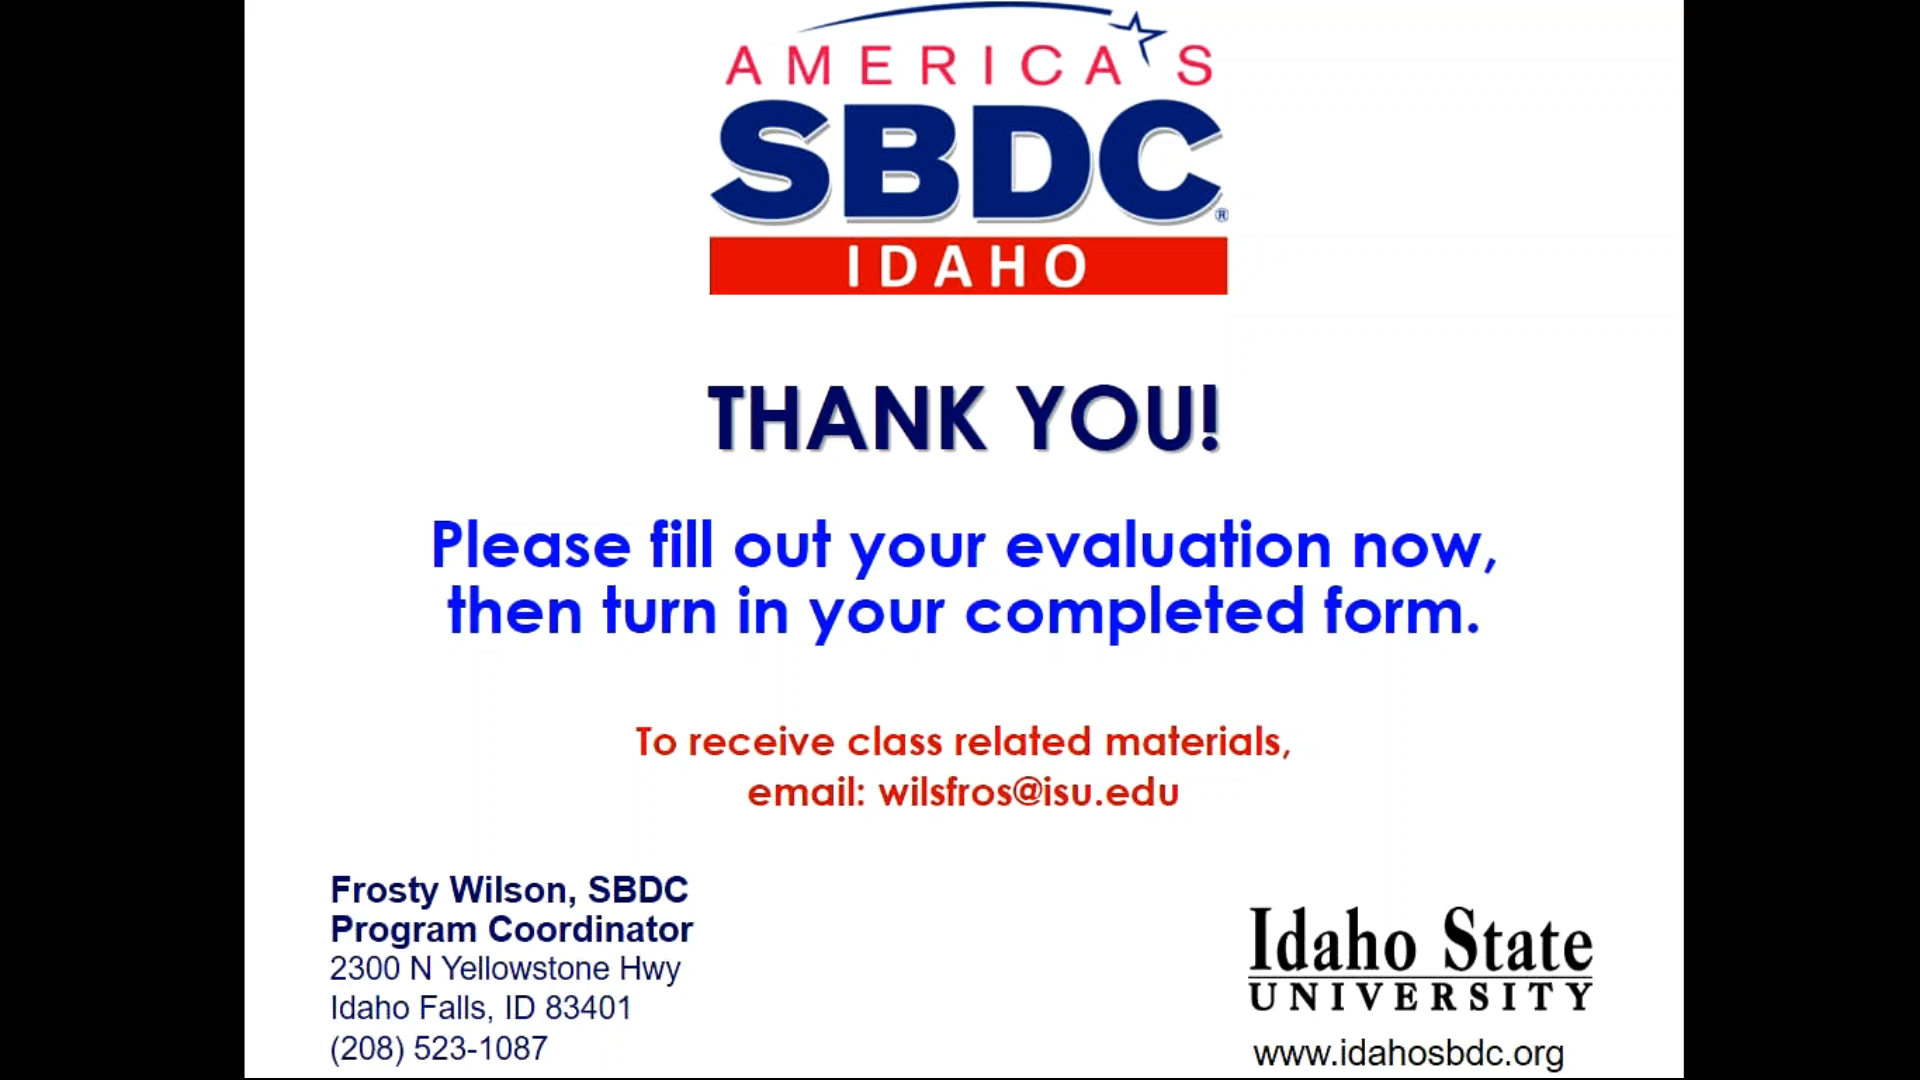 AMERICA'S
SBDC®
IDAHO
THANK YOU!
Please fill out your evaluation now,
then turn in your completed form.
To receive class related materials,
email: wilsfros@isu.edu
Frosty Wilson, SBDC
Program Coordinator
2300 N Yellowstone Hwy
Idaho Falls, ID 83401
(208) 523-1087
Idaho State
UNIVERSITY
www.idahosbdc.org